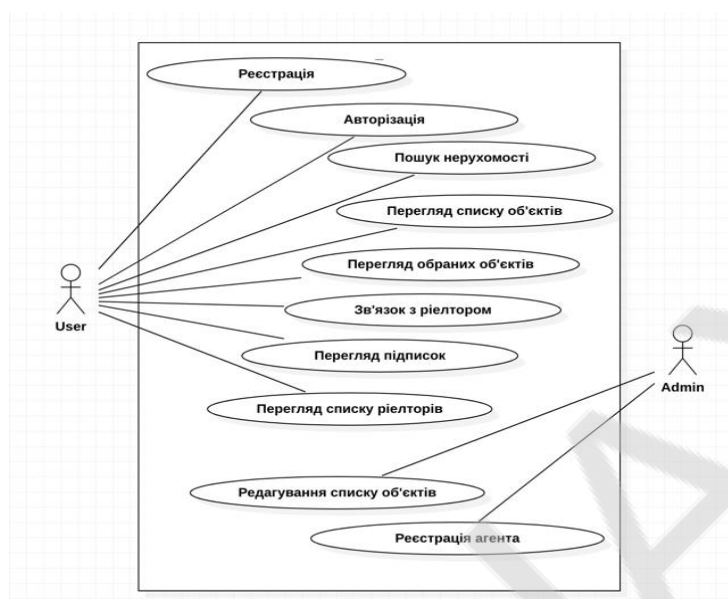 Реєстрація
Авторізація
Пошук нерухомості
Перегляд списку об'єктів
Перегляд обраних об'єктів
Зв'язок з ріелтором
User
Перегляд підписок
Admin
Перегляд списку ріелторів
Редагування списку об'єктів
Реєстрація агента